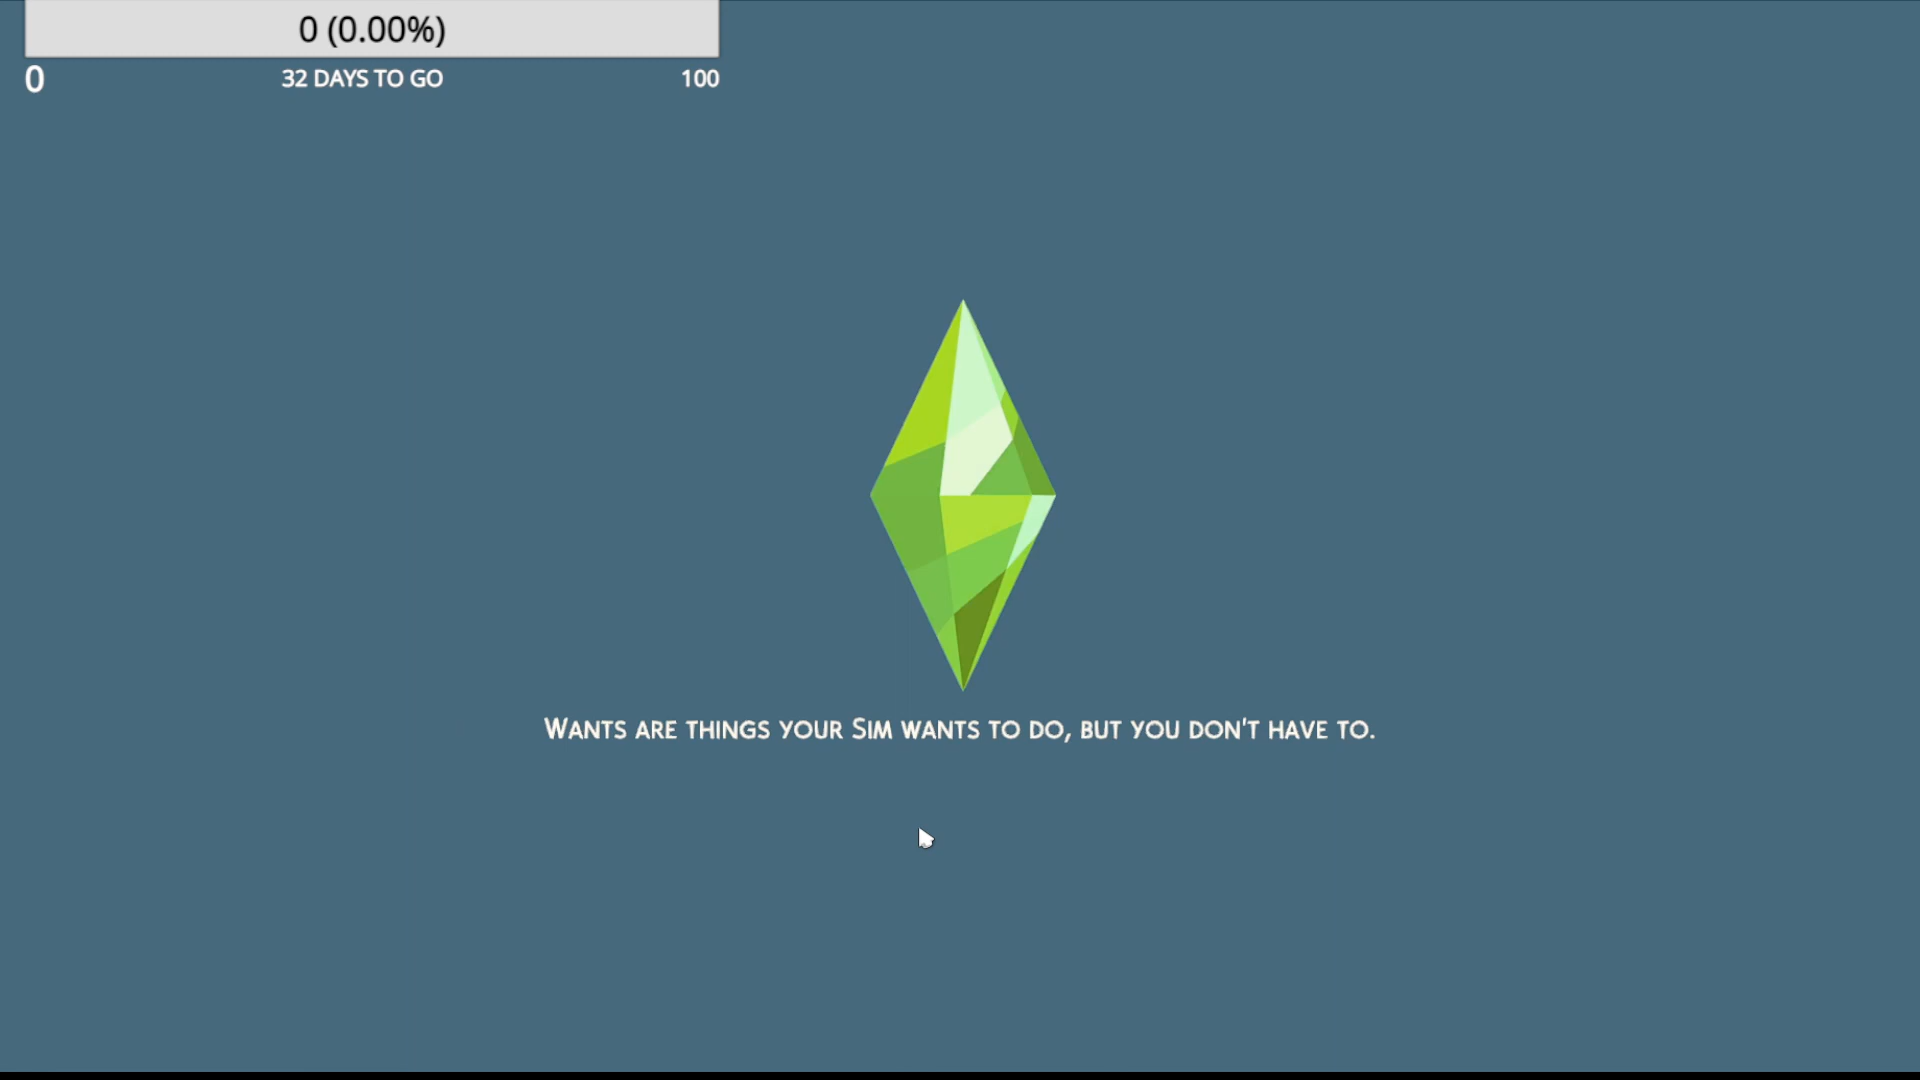 0 (0.00%)
0 32 DAYS TO GO 100
WANTS ARE THINGS YOUR SIM WANTS TO DO, BUT YOU DON'T HAVE TO.